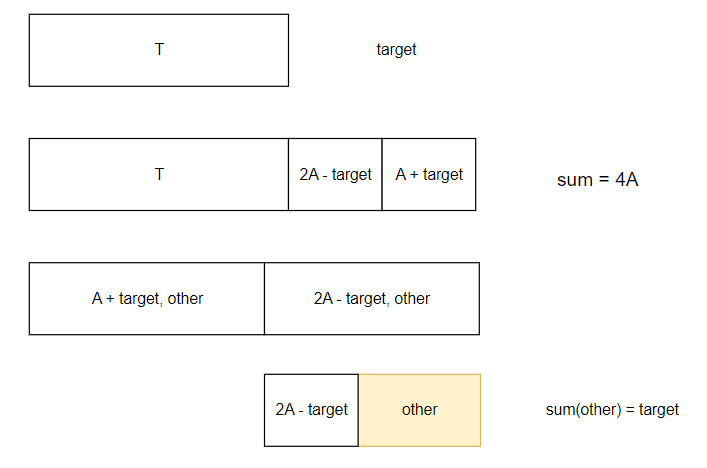 T
target
T
2A - target
A + target
sum = 4A
A + target, other
2A - target, other
2A - target
other
sum(other) = target